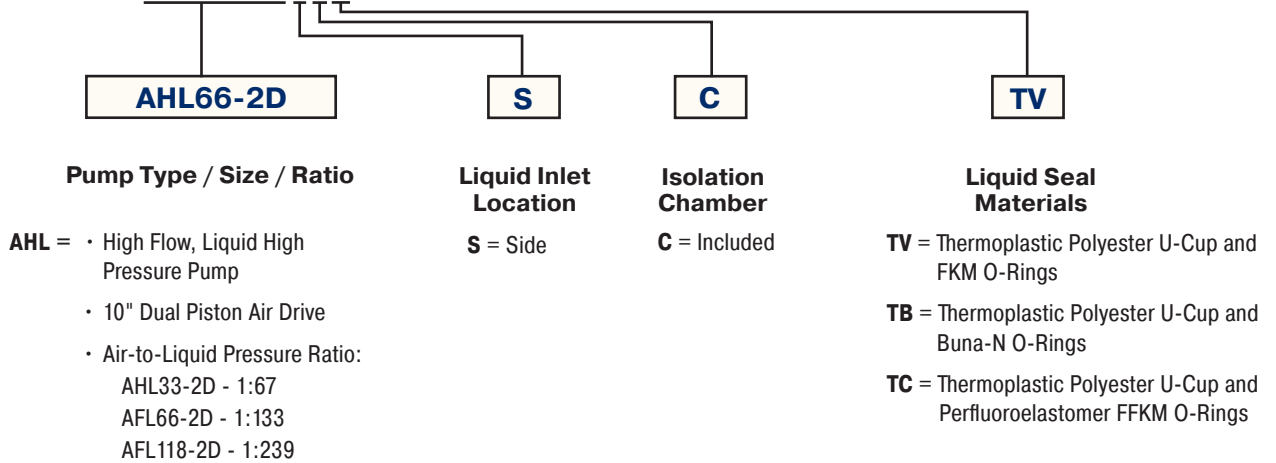 AHL66-2D S C TV
Pump Type / Size / Ratio
AHL = • High Flow, Liquid High
Pressure Pump
• 10" Dual Piston Air Drive
• Air-to-Liquid Pressure Ratio:
AHL33-2D - 1:67
AFL66-2D - 1:133
AFL118-2D - 1:239
Liquid Inlet
Location
S = Side
Isolation
Chamber
C = Included
Liquid Seal
Materials
TV = Thermoplastic Polyester U-Cup and
FKM O-Rings
TB = Thermoplastic Polyester U-Cup and
Buna-N O-Rings
TC = Thermoplastic Polyester U-Cup and
Perfluoroelastomer FFKM O-Rings